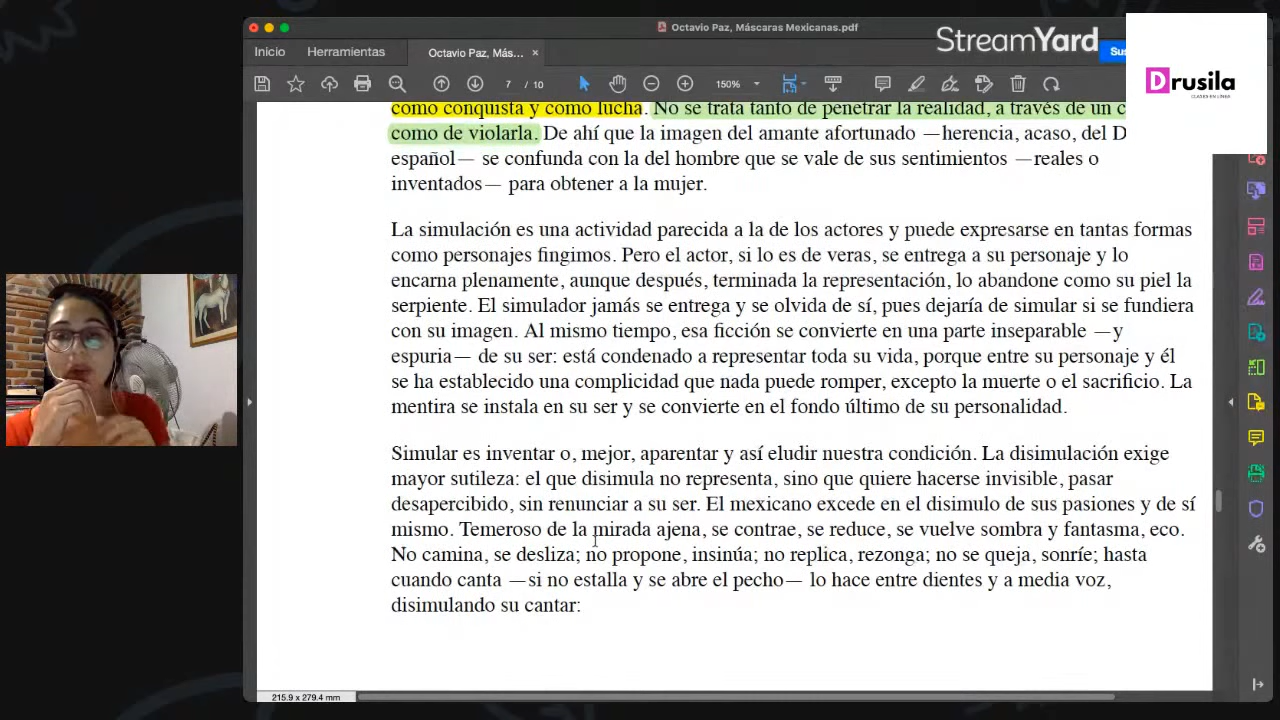 Octavio Paz, Máscaras Mexicanas.pdf
StreamYard
Inicio
Herramientas
Octavio Paz, Más...
×
Sus
Drusila
CLASES EN LÍNEA
7 / 10
150%
como conquista y como lucha. No se trata tanto de penetrar la realidad, a través de un c
como de violarla. De ahí que la imagen del amante afortunado —herencia, acaso, del D
español— se confunda con la del hombre que se vale de sus sentimientos —reales o
inventados— para obtener a la mujer.
La simulación es una actividad parecida a la de los actores y puede expresarse en tantas formas
como personajes fingimos. Pero el actor, si lo es de veras, se entrega a su personaje y lo
encarna plenamente, aunque después, terminada la representación, lo abandone como su piel la
serpiente. El simulador jamás se entrega y se olvida de sí, pues dejaría de simular si se fundiera
con su imagen. Al mismo tiempo, esa ficción se convierte en una parte inseparable —y
espuria— de su ser: está condenado a representar toda su vida, porque entre su personaje y él
se ha establecido una complicidad que nada puede romper, excepto la muerte o el sacrificio. La
mentira se instala en su ser y se convierte en el fondo último de su personalidad.
Simular es inventar o, mejor, aparentar y así eludir nuestra condición. La disimulación exige
mayor sutileza: el que disimula no representa, sino que quiere hacerse invisible, pasar
desapercibido, sin renunciar a su ser. El mexicano excede en el disimulo de sus pasiones y de sí
mismo. Temeroso de la mirada ajena, se contrae, se reduce, se vuelve sombra y fantasma, eco.
No camina, se desliza; no propone, insinúa; no replica, rezonga; no se queja, sonríe; hasta
cuando canta —si no estalla y se abre el pecho— lo hace entre dientes y a media voz,
disimulando su cantar:
215.9 x 279.4 mm